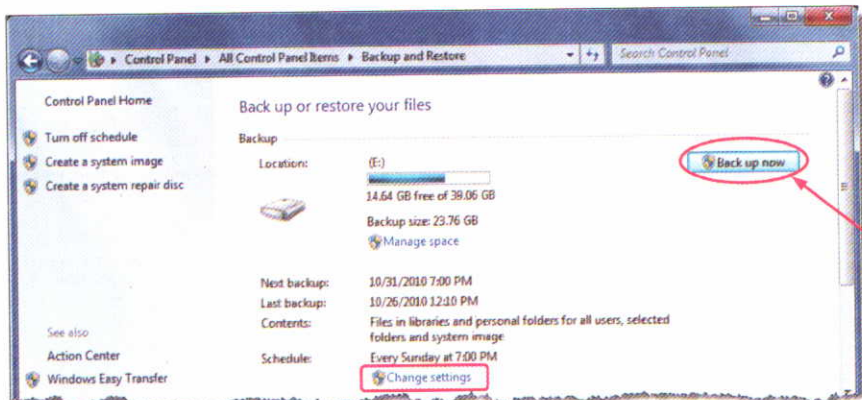 Control Panel ▸ All Control Panel Items ▸ Backup and Restore
Search Control Panel
Control Panel Home
Turn off schedule
Create a system image
Create a system repair disc
See also
Action Center
Windows Easy Transfer
Back up or restore your files
Backup
Location: (E:)
Back up now
14.64 GB free of 39.06 GB
Backup size: 23.76 GB
Manage space
Next backup: 10/31/2010 7:00 PM
Last backup: 10/26/2010 12:10 PM
Contents: Files in libraries and personal folders for all users, selected
folders and system image
Schedule: Every Sunday at 7:00 PM
Change settings